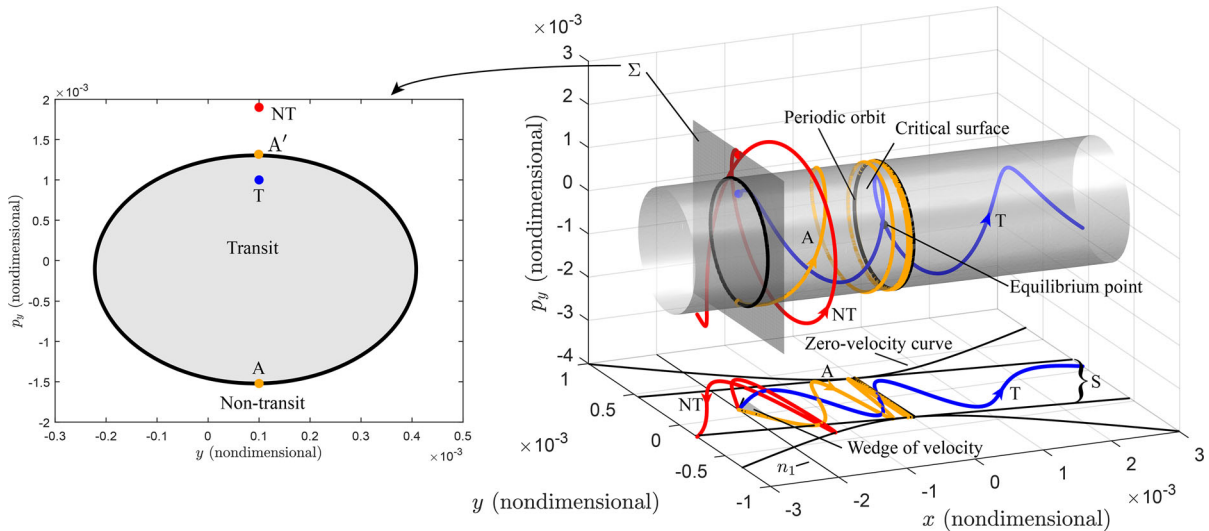 × 10⁻³
2
1.5
1
0.5
0
-0.5
-1
-1.5
-2
p_y (nondimensional)
NT
A′
T
Transit
A
Non-transit
-0.3
-0.2
-0.1
0
0.1
0.2
0.3
0.4
0.5
y (nondimensional)
× 10⁻³
× 10⁻³
3
2
1
0
-1
-2
-3
-4
p_y (nondimensional)
Σ
Periodic orbit
Critical surface
A
T
NT
Equilibrium point
Zero-velocity curve
A
S
T
NT
Wedge of velocity
n₁
1
0.5
0
-0.5
-1
× 10⁻³
y (nondimensional)
-3
-2
-1
0
1
2
3
× 10⁻³
x (nondimensional)